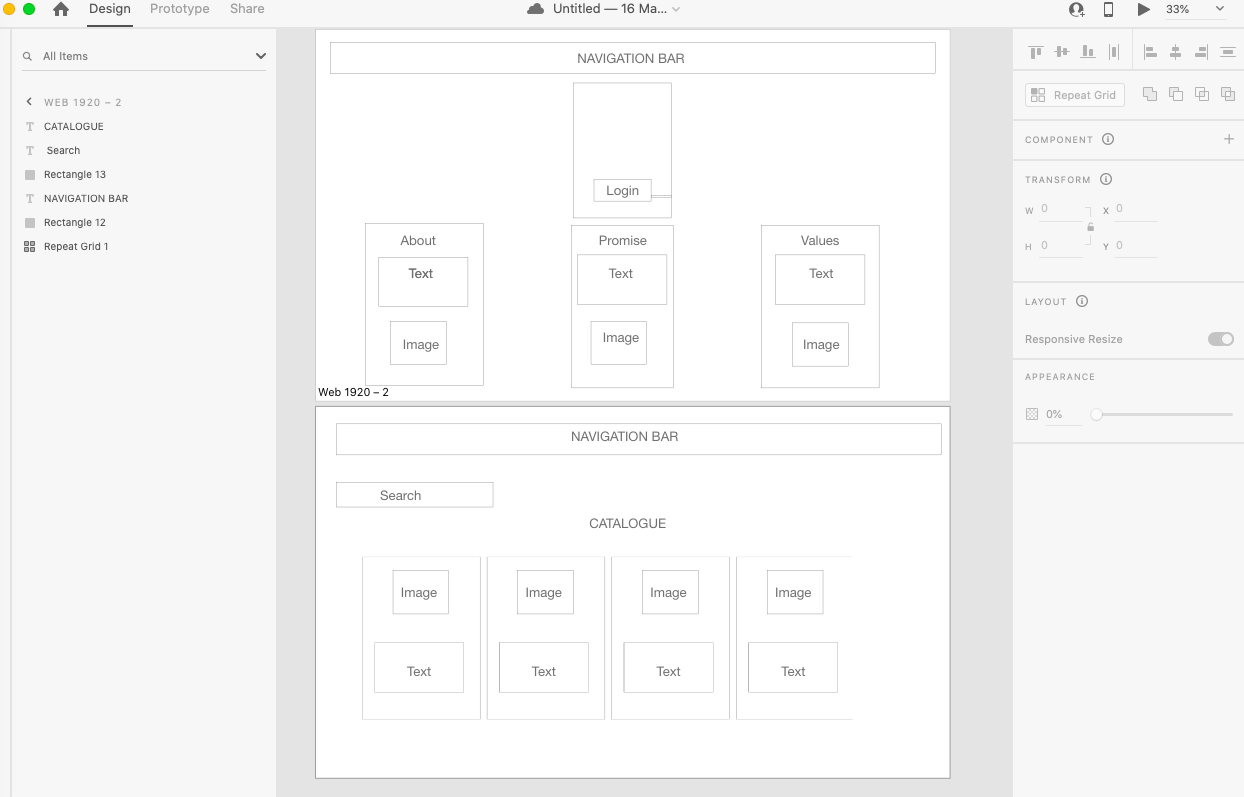 Design Prototype Share Untitled — 16 Ma... 33%
All Items
WEB 1920 – 2
CATALOGUE
Search
Rectangle 13
NAVIGATION BAR
Rectangle 12
Repeat Grid 1
NAVIGATION BAR
Login
About Promise Values
Text Text Text
Image Image Image
Web 1920 – 2
NAVIGATION BAR
Search
CATALOGUE
Image Image Image Image
Text Text Text Text
Repeat Grid
COMPONENT
TRANSFORM
W 0 X 0
H 0 Y 0
LAYOUT
Responsive Resize
APPEARANCE
0%